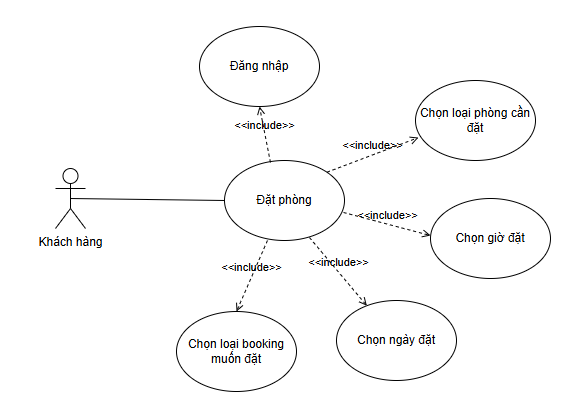 Đăng nhập
<<include>>
Chọn loại phòng cần
đặt
<<include>>
Đặt phòng
Khách hàng
<<include>>
Chọn giờ đặt
<<include>>
<<include>>
Chọn loại booking
muốn đặt
Chọn ngày đặt